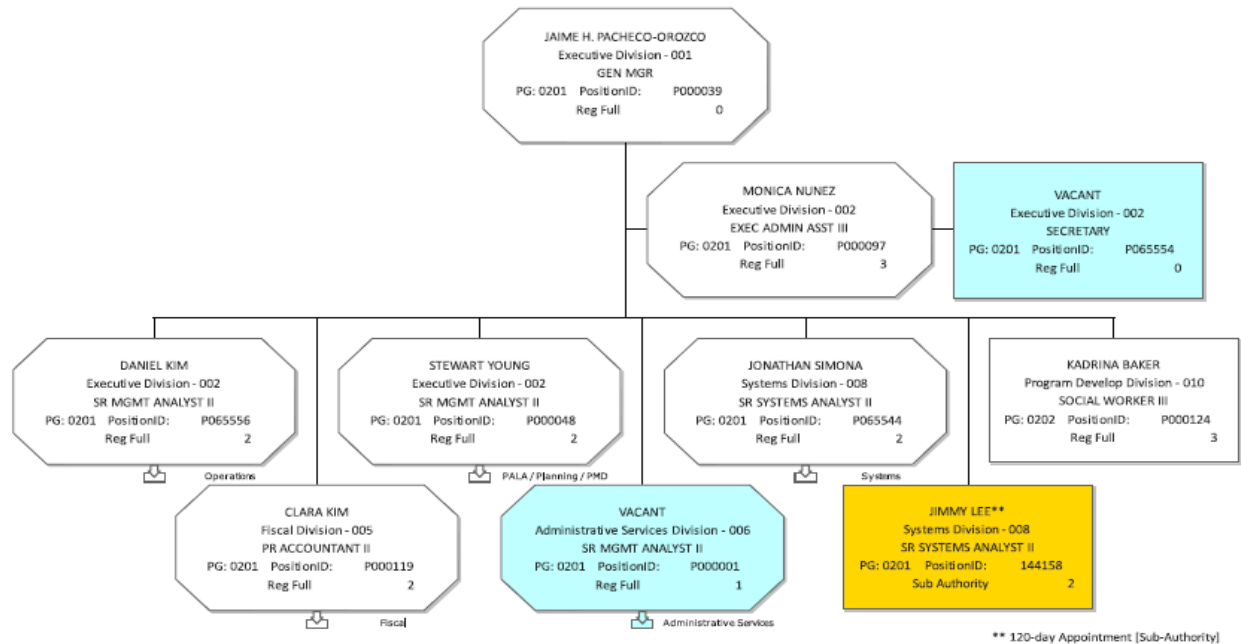 JAIME H. PACHECO-OROZCO
Executive Division - 001
GEN MGR
PG: 0201 PositionID: P000039
Reg Full 0
MONICA NUNEZ
Executive Division - 002
EXEC ADMIN ASST III
PG: 0201 PositionID: P000097
Reg Full 3
VACANT
Executive Division - 002
SECRETARY
PG: 0201 PositionID: P065554
Reg Full 0
DANIEL KIM
Executive Division - 002
SR MGMT ANALYST II
PG: 0201 PositionID: P065556
Reg Full 2
Operations
STEWART YOUNG
Executive Division - 002
SR MGMT ANALYST II
PG: 0201 PositionID: P000048
Reg Full 2
PALA / Planning / PMD
JONATHAN SIMONA
Systems Division - 008
SR SYSTEMS ANALYST II
PG: 0201 PositionID: P065544
Reg Full 2
Systems
KADRINA BAKER
Program Develop Division - 010
SOCIAL WORKER III
PG: 0202 PositionID: P000124
Reg Full 3
CLARA KIM
Fiscal Division - 005
PR ACCOUNTANT II
PG: 0201 PositionID: P000119
Reg Full 2
Fiscal
VACANT
Administrative Services Division - 006
SR MGMT ANALYST II
PG: 0201 PositionID: P000001
Reg Full 1
Administrative Services
JIMMY LEE**
Systems Division - 008
SR SYSTEMS ANALYST II
PG: 0201 PositionID: 144158
Sub Authority 2
** 120-day Appointment [Sub-Authority]